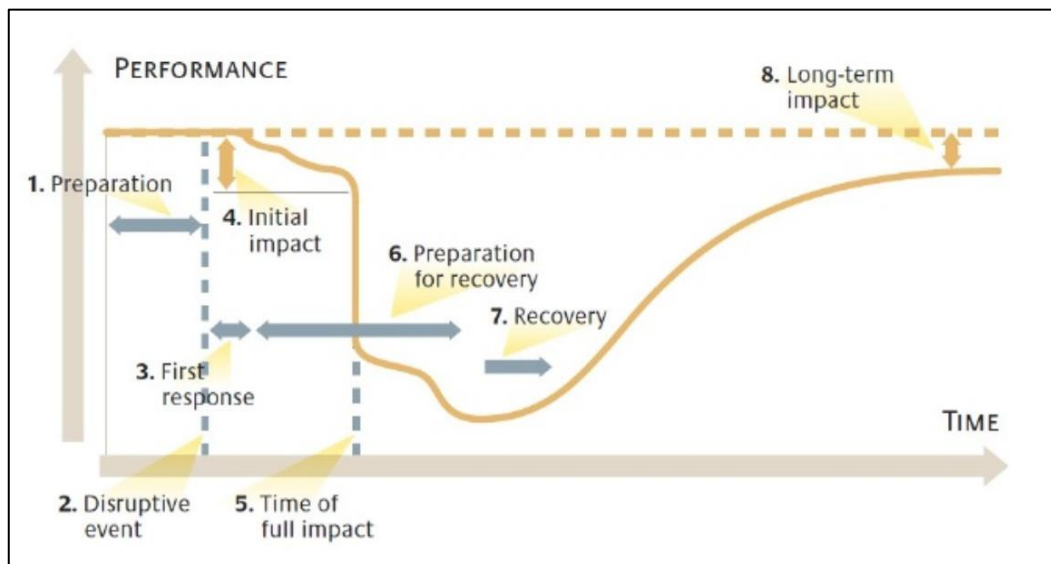 PERFORMANCE
8. Long-term
impact
1. Preparation
4. Initial
impact
6. Preparation
for recovery
7. Recovery
3. First
response
TIME
2. Disruptive
event
5. Time of
full impact